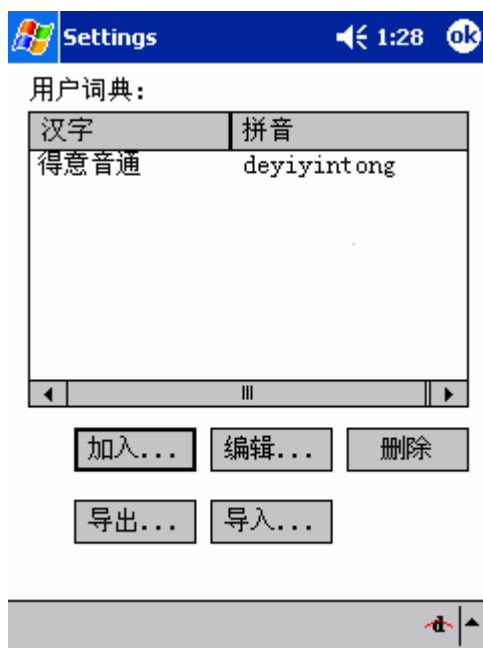 Settings 1:28 ok
用户词典：
汉字 拼音
得意音通 deyiyintong
加入... 编辑... 删除
导出... 导入...
d